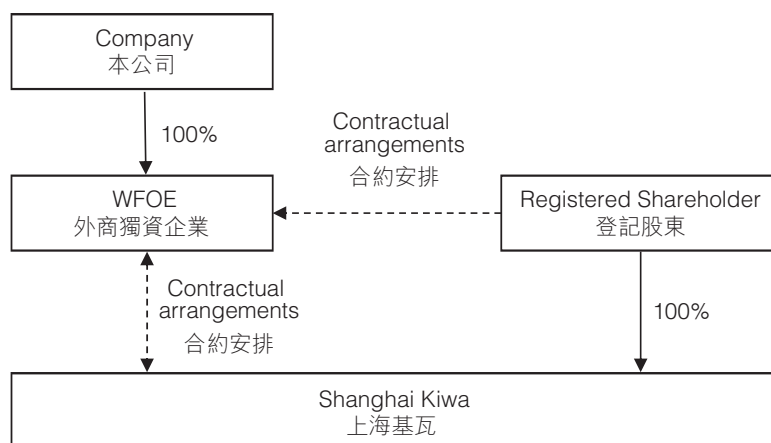 Company
本公司
100%
Contractual
arrangements
合約安排
WFOE
外商獨資企業
Registered Shareholder
登記股東
Contractual
arrangements
合約安排
100%
Shanghai Kiwa
上海基瓦